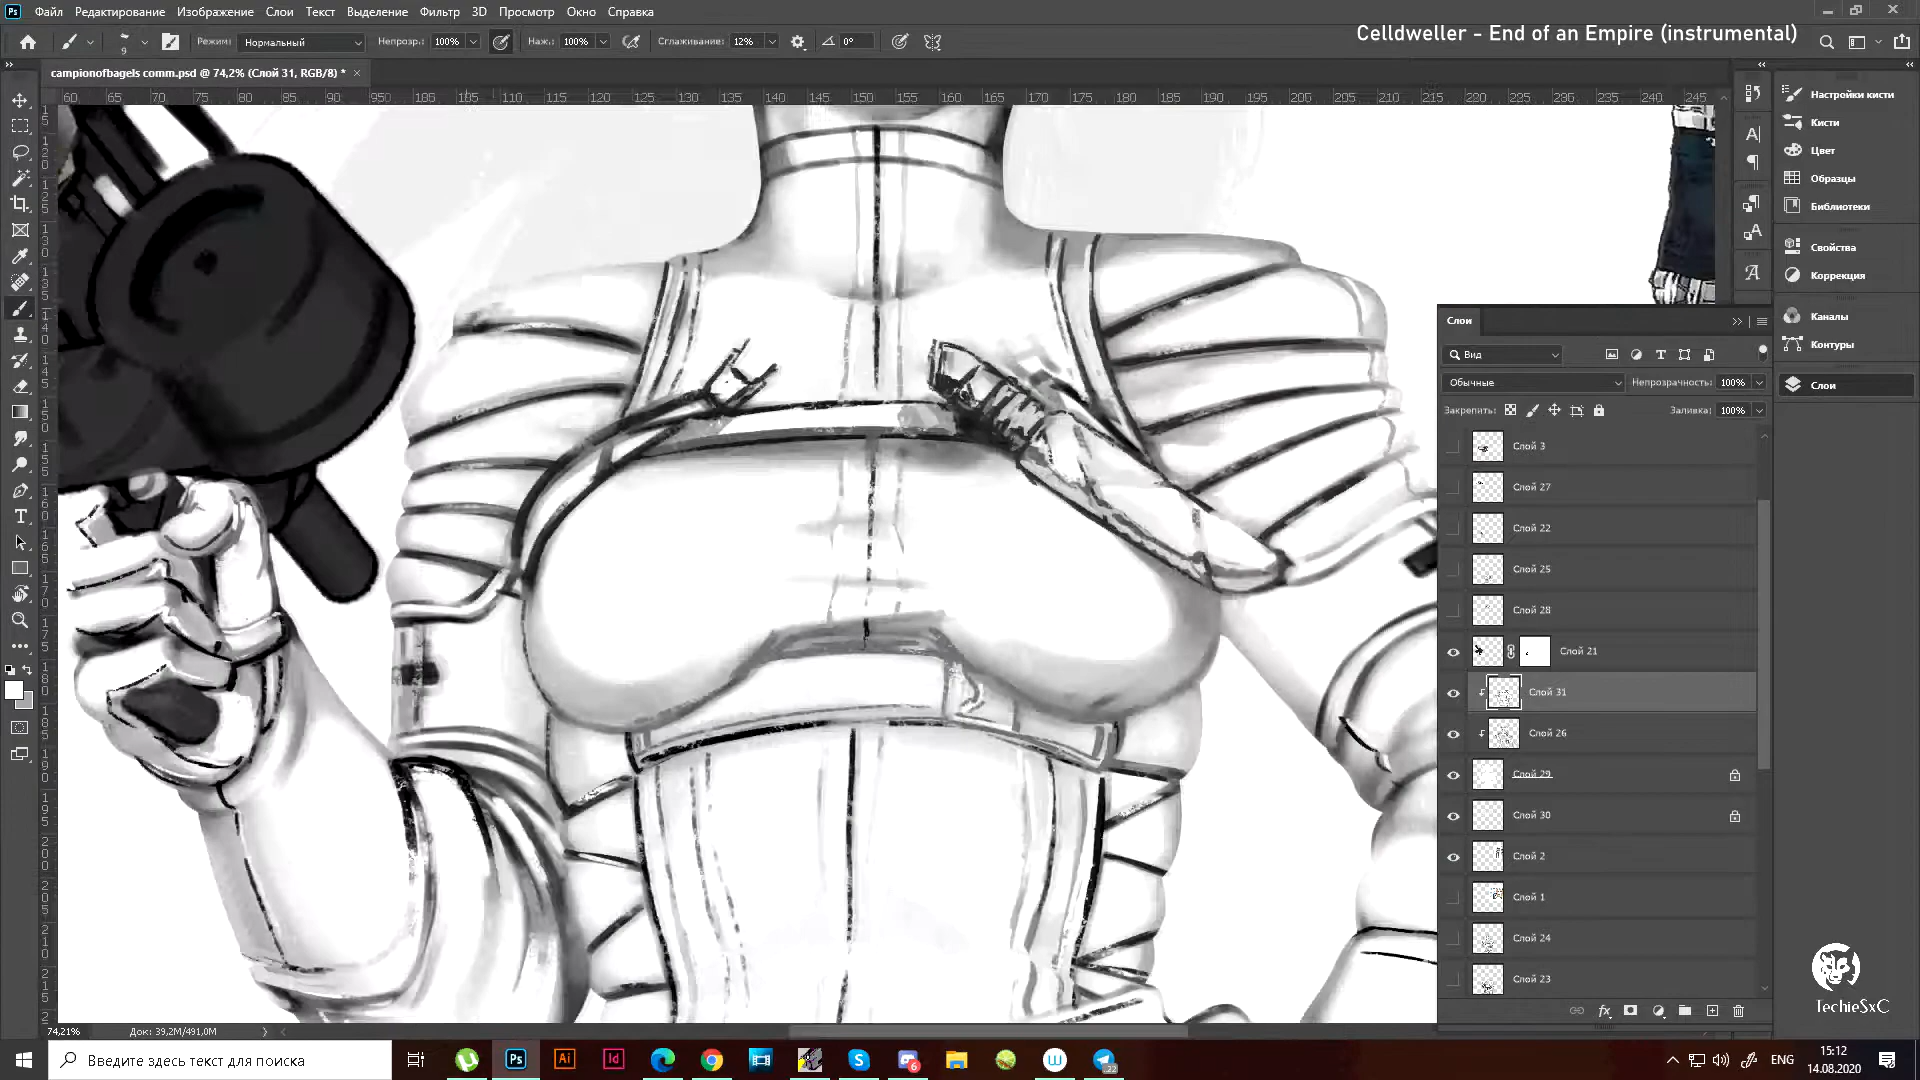 Ps Файл Редактирование Изображение Слои Текст Выделение Фильтр 3D Просмотр Окно Справка
9 Режим: Нормальный Непрозр.: 100% Наж.: 100% Сглаживание: 12% 0°
Celldweller - End of an Empire (instrumental)
campionofbagels comm.psd @ 74,2% (Слой 31, RGB/8) *
Настройки кисти
Кисти
Цвет
Образцы
Библиотеки
Свойства
Коррекция
Каналы
Контуры
Слои
Слои
Вид
Обычные Непрозрачность: 100%
Закрепить: Заливка: 100%
Слой 3
Слой 27
Слой 22
Слой 25
Слой 28
Слой 21
Слой 31
Слой 26
Слой 29
Слой 30
Слой 2
Слой 1
Слой 24
Слой 23
TechieSxC
74,21% Док: 39,2M/491,0M
Введите здесь текст для поиска
Ps Ai Id
ENG
15:12
14.08.2020